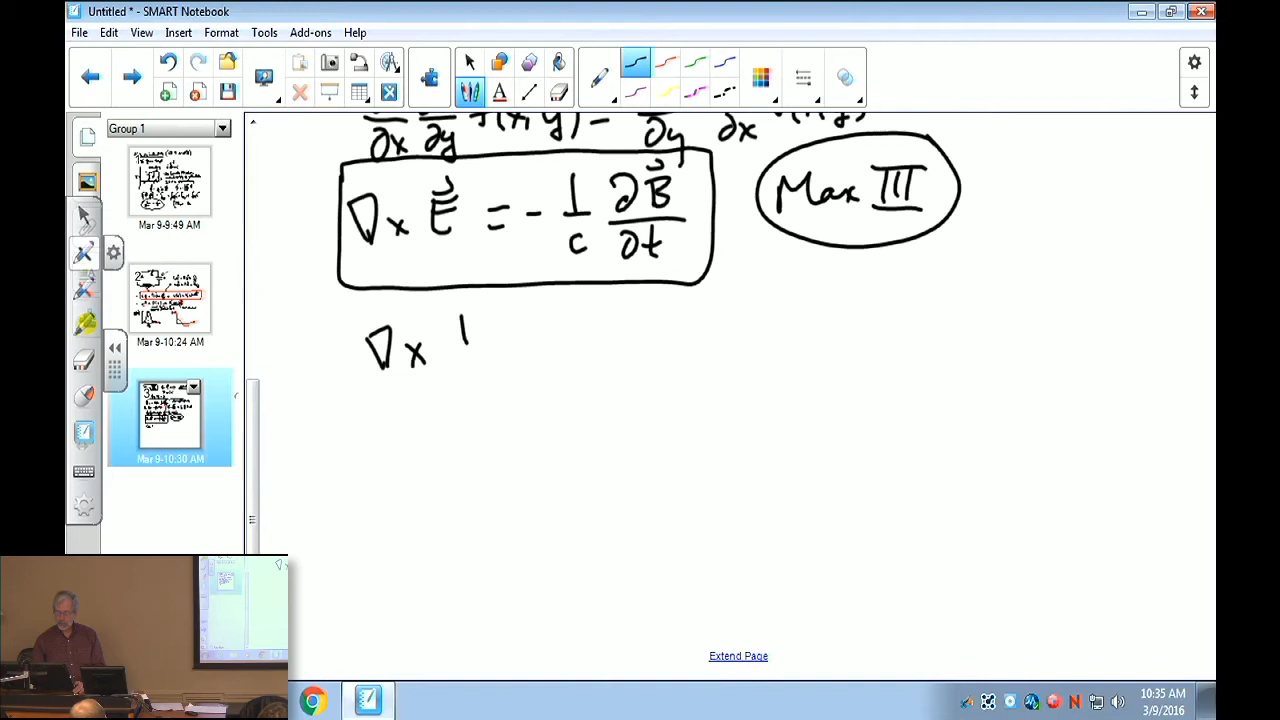 Untitled * - SMART Notebook
File Edit View Insert Format Tools Add-ons Help
Group 1
Mar 9-9:49 AM
Mar 9-10:24 AM
Mar 9-10:30 AM
∂x ∂y f(x,y) - ∂y ∂x
∇x E⃗ = - 1/c ∂B⃗/∂t
Max III
∇x
Extend Page
10:35 AM
3/9/2016